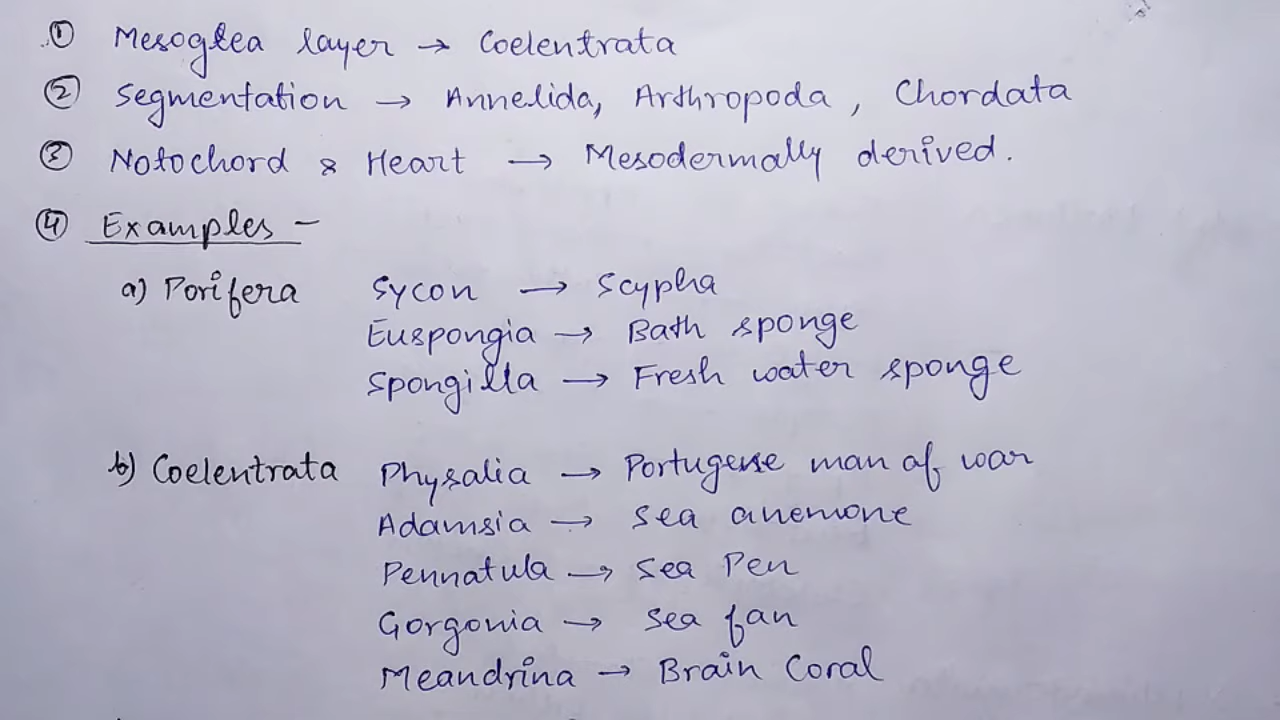 ① Mesoglea layer → Coelentrata
② Segmentation → Annelida, Arthropoda, Chordata
③ Notochord & Heart → Mesodermally derived.
④ Examples -
a) Porifera Sycon → Scypha
Euspongia → Bath sponge
Spongilla → Fresh water sponge
b) Coelentrata Physalia → Portugese man of war
Adamsia → Sea anemone
Pennatula → Sea Pen
Gorgonia → Sea fan
Meandrina → Brain Coral